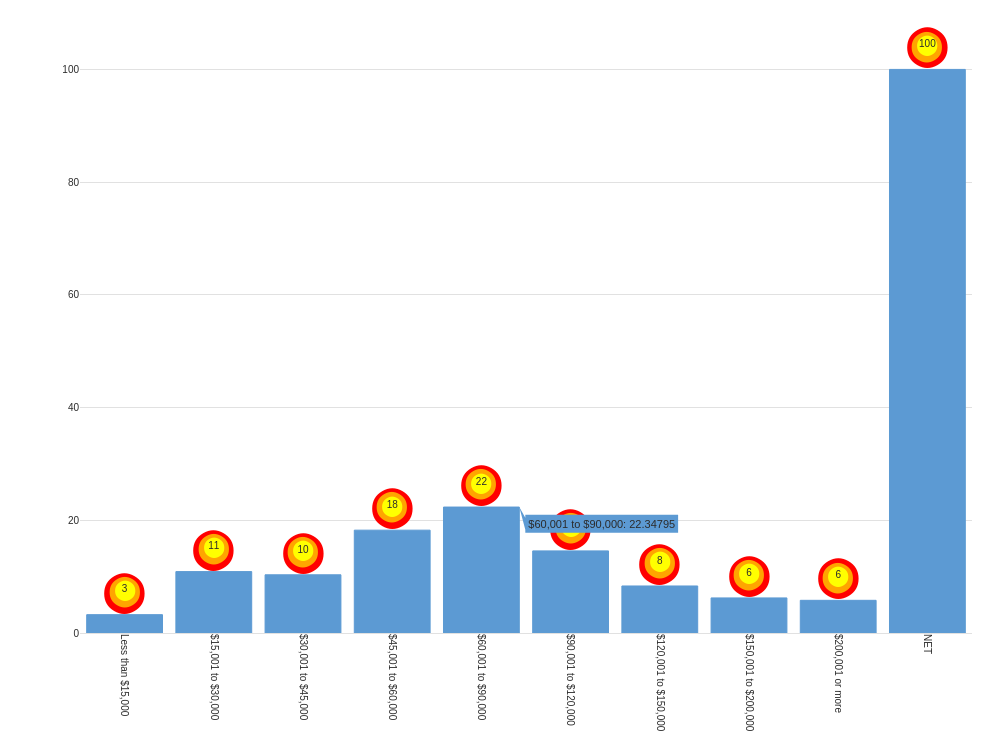 100
100
80
60
40
22
18
20
$60,001 to $90,000: 22.34795
11
10
8
6
6
3
0
Less than $15,000
$15,001 to $30,000
$30,001 to $45,000
$45,001 to $60,000
$60,001 to $90,000
$90,001 to $120,000
$120,001 to $150,000
$150,001 to $200,000
$200,001 or more
NET